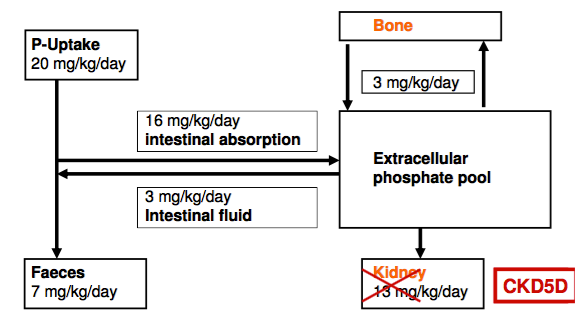 P-Uptake
20 mg/kg/day
Bone
3 mg/kg/day
16 mg/kg/day
intestinal absorption
Extracellular
phosphate pool
3 mg/kg/day
Intestinal fluid
Faeces
7 mg/kg/day
Kidney
13 mg/kg/day
CKD5D